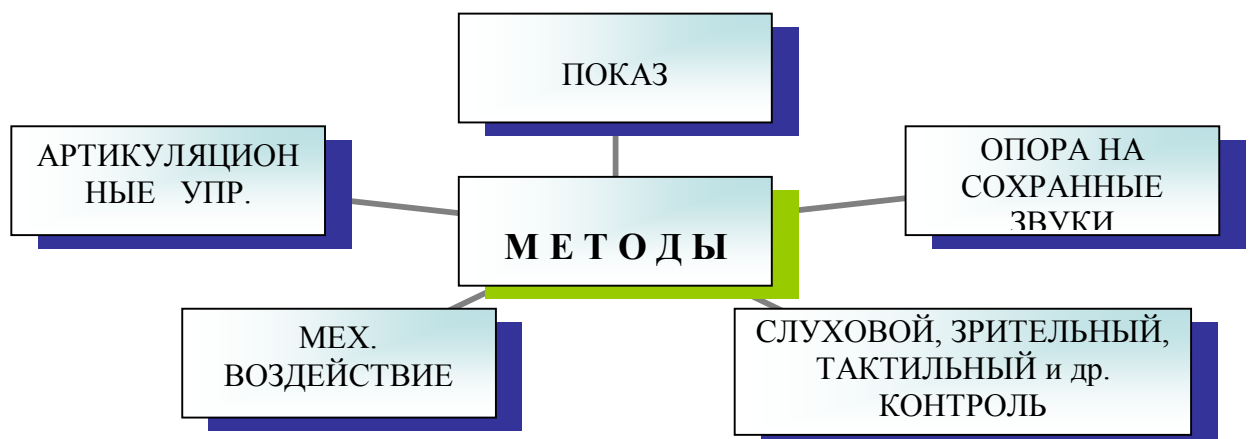 ПОКАЗ
АРТИКУЛЯЦИОН
НЫЕ УПР.
ОПОРА НА
СОХРАННЫЕ
ЗВУКИ
М Е Т О Д Ы
МЕХ.
ВОЗДЕЙСТВИЕ
СЛУХОВОЙ, ЗРИТЕЛЬНЫЙ,
ТАКТИЛЬНЫЙ и др.
КОНТРОЛЬ